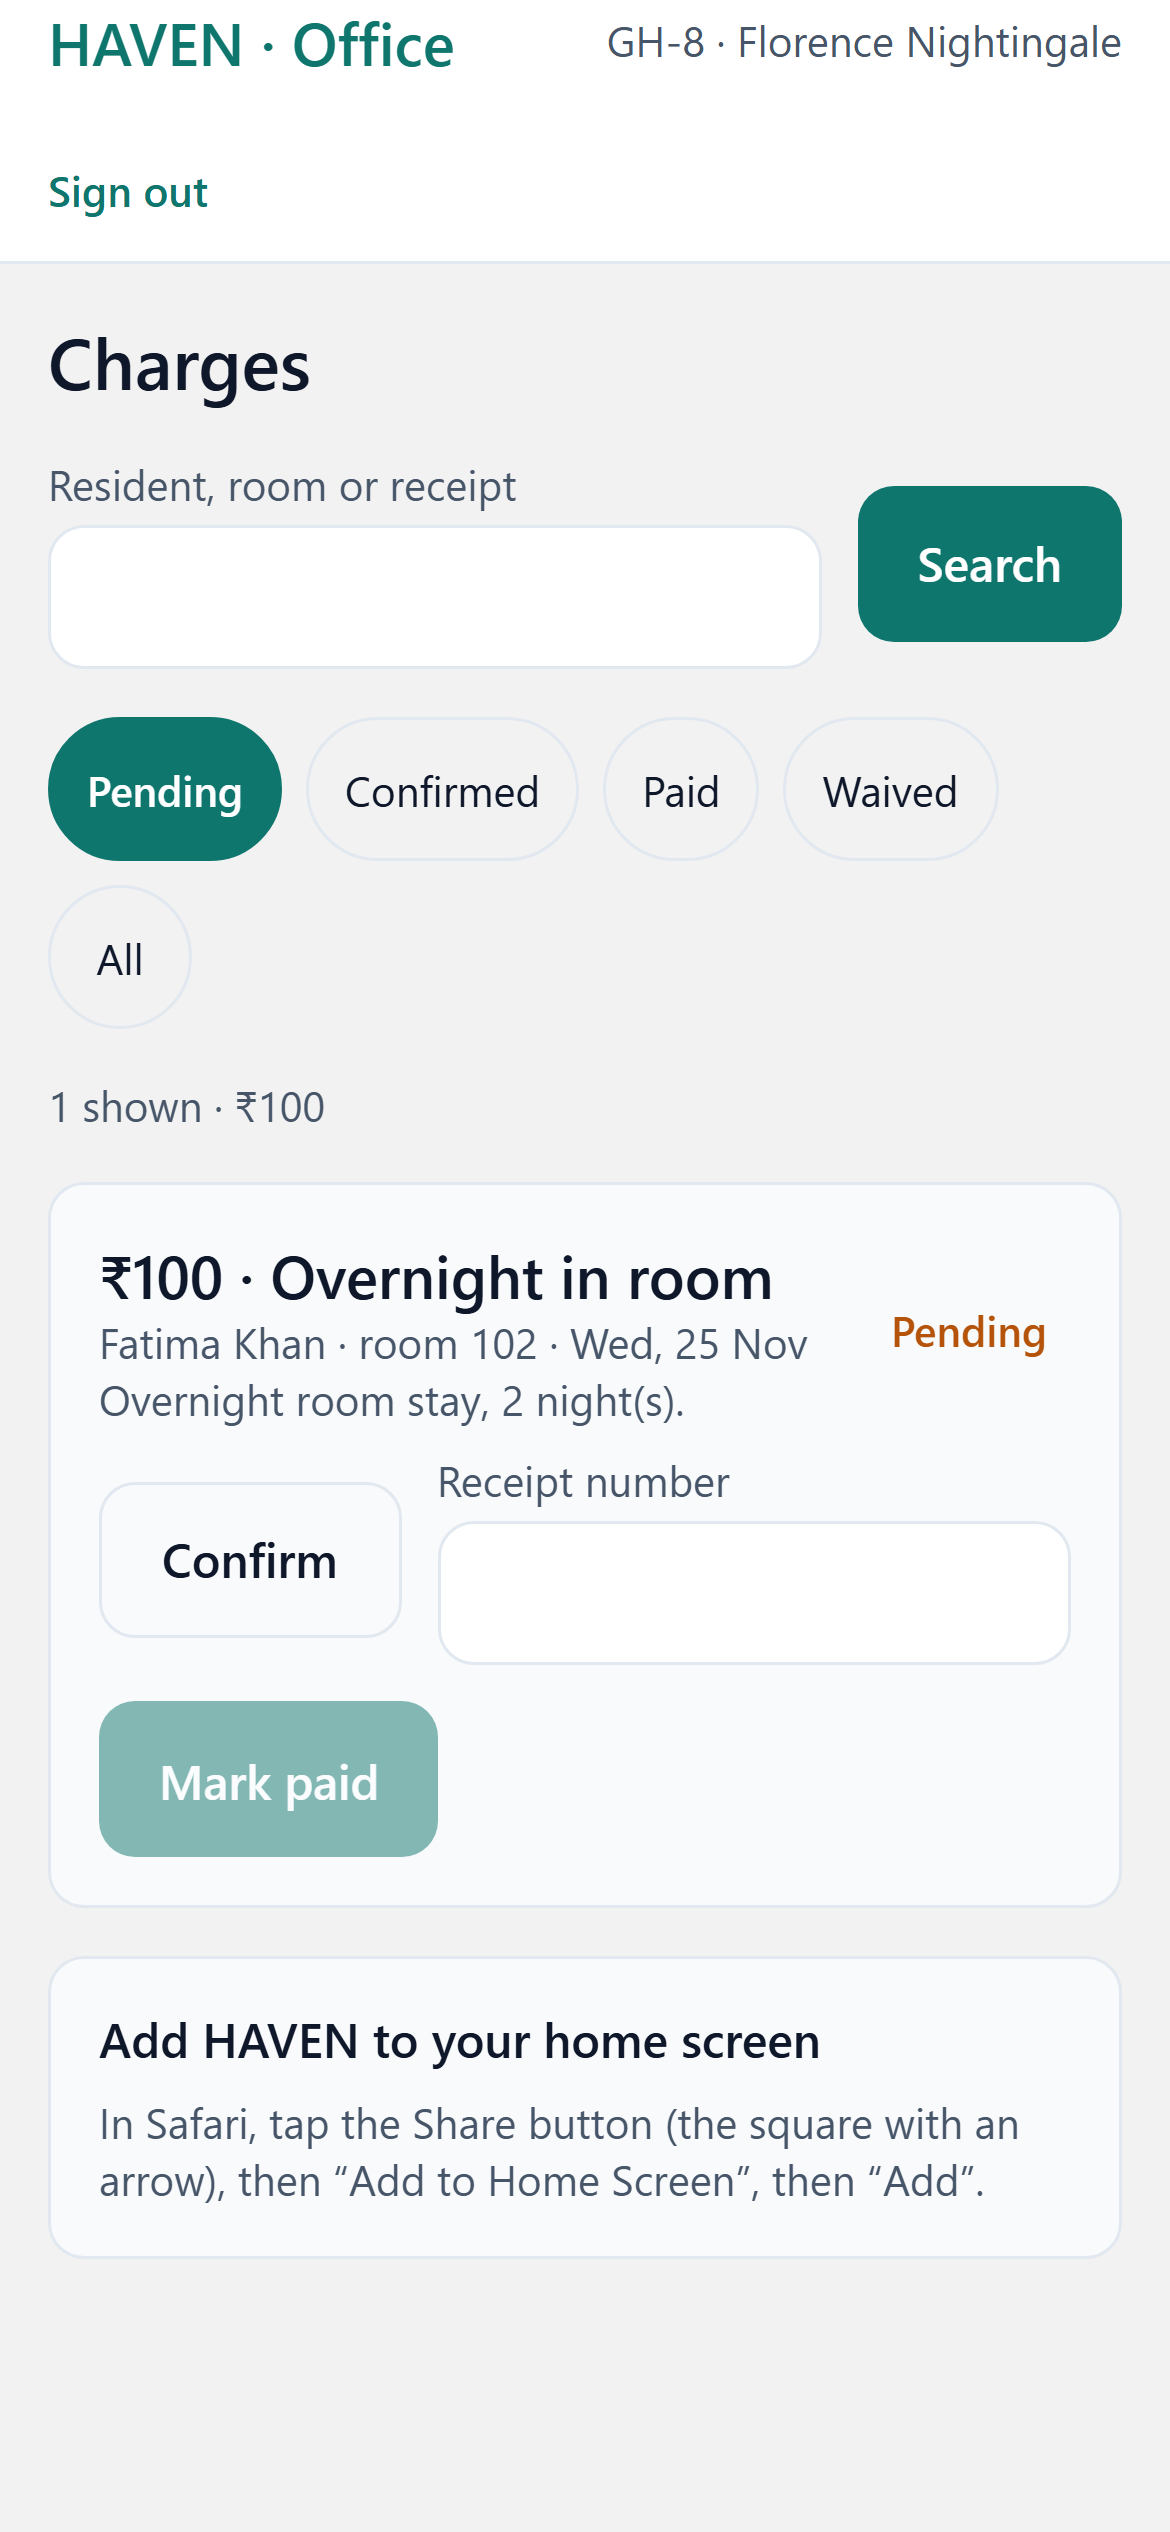 HAVEN · Office
GH-8 · Florence Nightingale
Sign out
Charges
Resident, room or receipt
Search
Pending
Confirmed
Paid
Waived
All
1 shown · ₹100
₹100 · Overnight in room
Fatima Khan · room 102 · Wed, 25 Nov
Overnight room stay, 2 night(s).
Pending
Receipt number
Confirm
Mark paid
Add HAVEN to your home screen
In Safari, tap the Share button (the square with an
arrow), then “Add to Home Screen”, then “Add”.